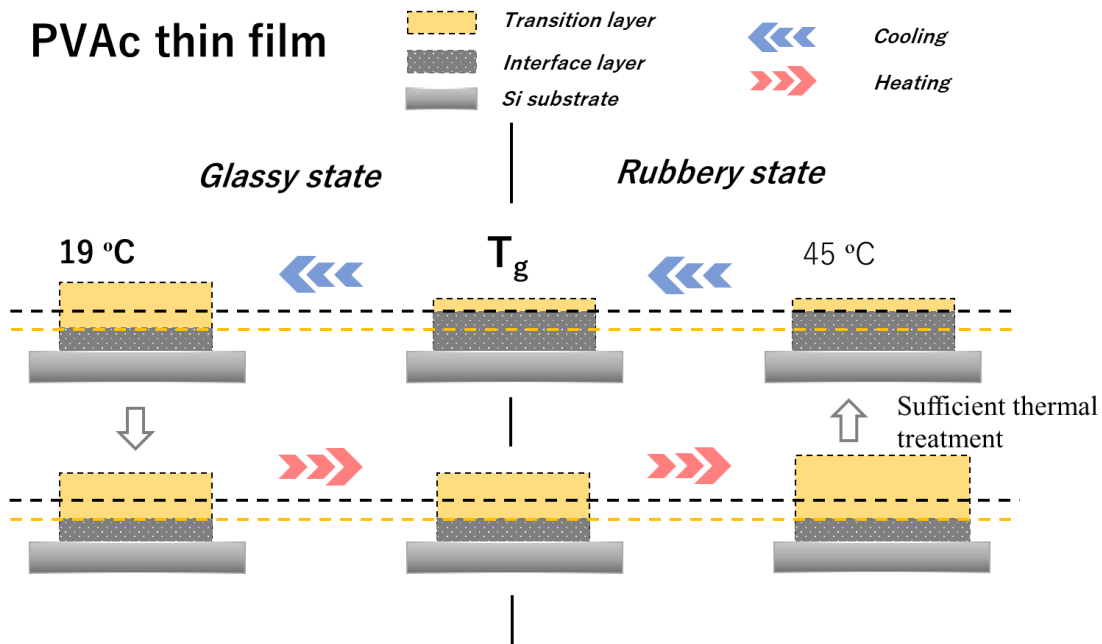 PVAc thin film
Transition layer
Interface layer
Si substrate
Cooling
Heating
Glassy state
Rubbery state
19 °C
Tg
45 °C
Sufficient thermal
treatment